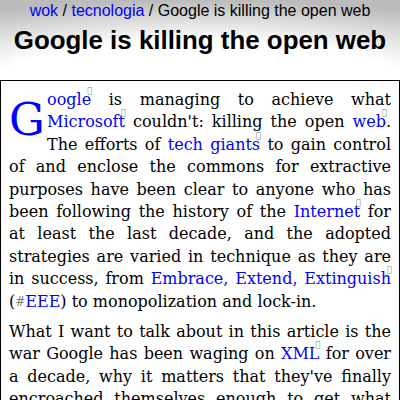 wok / tecnologia / Google is killing the open web
Google is killing the open web
Google is managing to achieve what
Microsoft couldn't: killing the open web.
The efforts of tech giants to gain control
of and enclose the commons for extractive
purposes have been clear to anyone who has
been following the history of the Internet for
at least the last decade, and the adopted
strategies are varied in technique as they are
in success, from Embrace, Extend, Extinguish
(#EEE) to monopolization and lock-in.
What I want to talk about in this article is the
war Google has been waging on XML for over
a decade, why it matters that they've finally
encroached themselves enough to get what